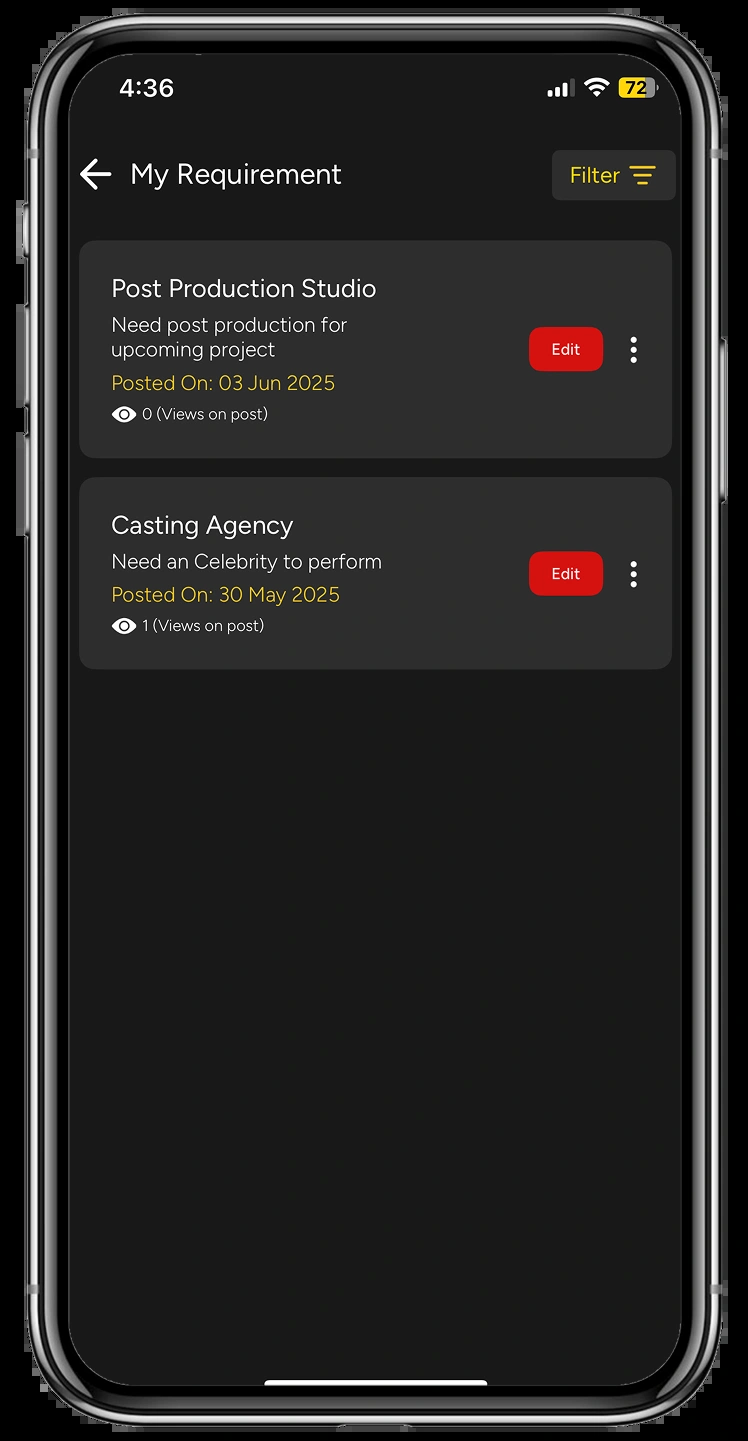 4:36
72
My Requirement
Filter
Post Production Studio
Need post production for
upcoming project
Posted On: 03 Jun 2025
0 (Views on post)
Edit
Casting Agency
Need an Celebrity to perform
Posted On: 30 May 2025
1 (Views on post)
Edit